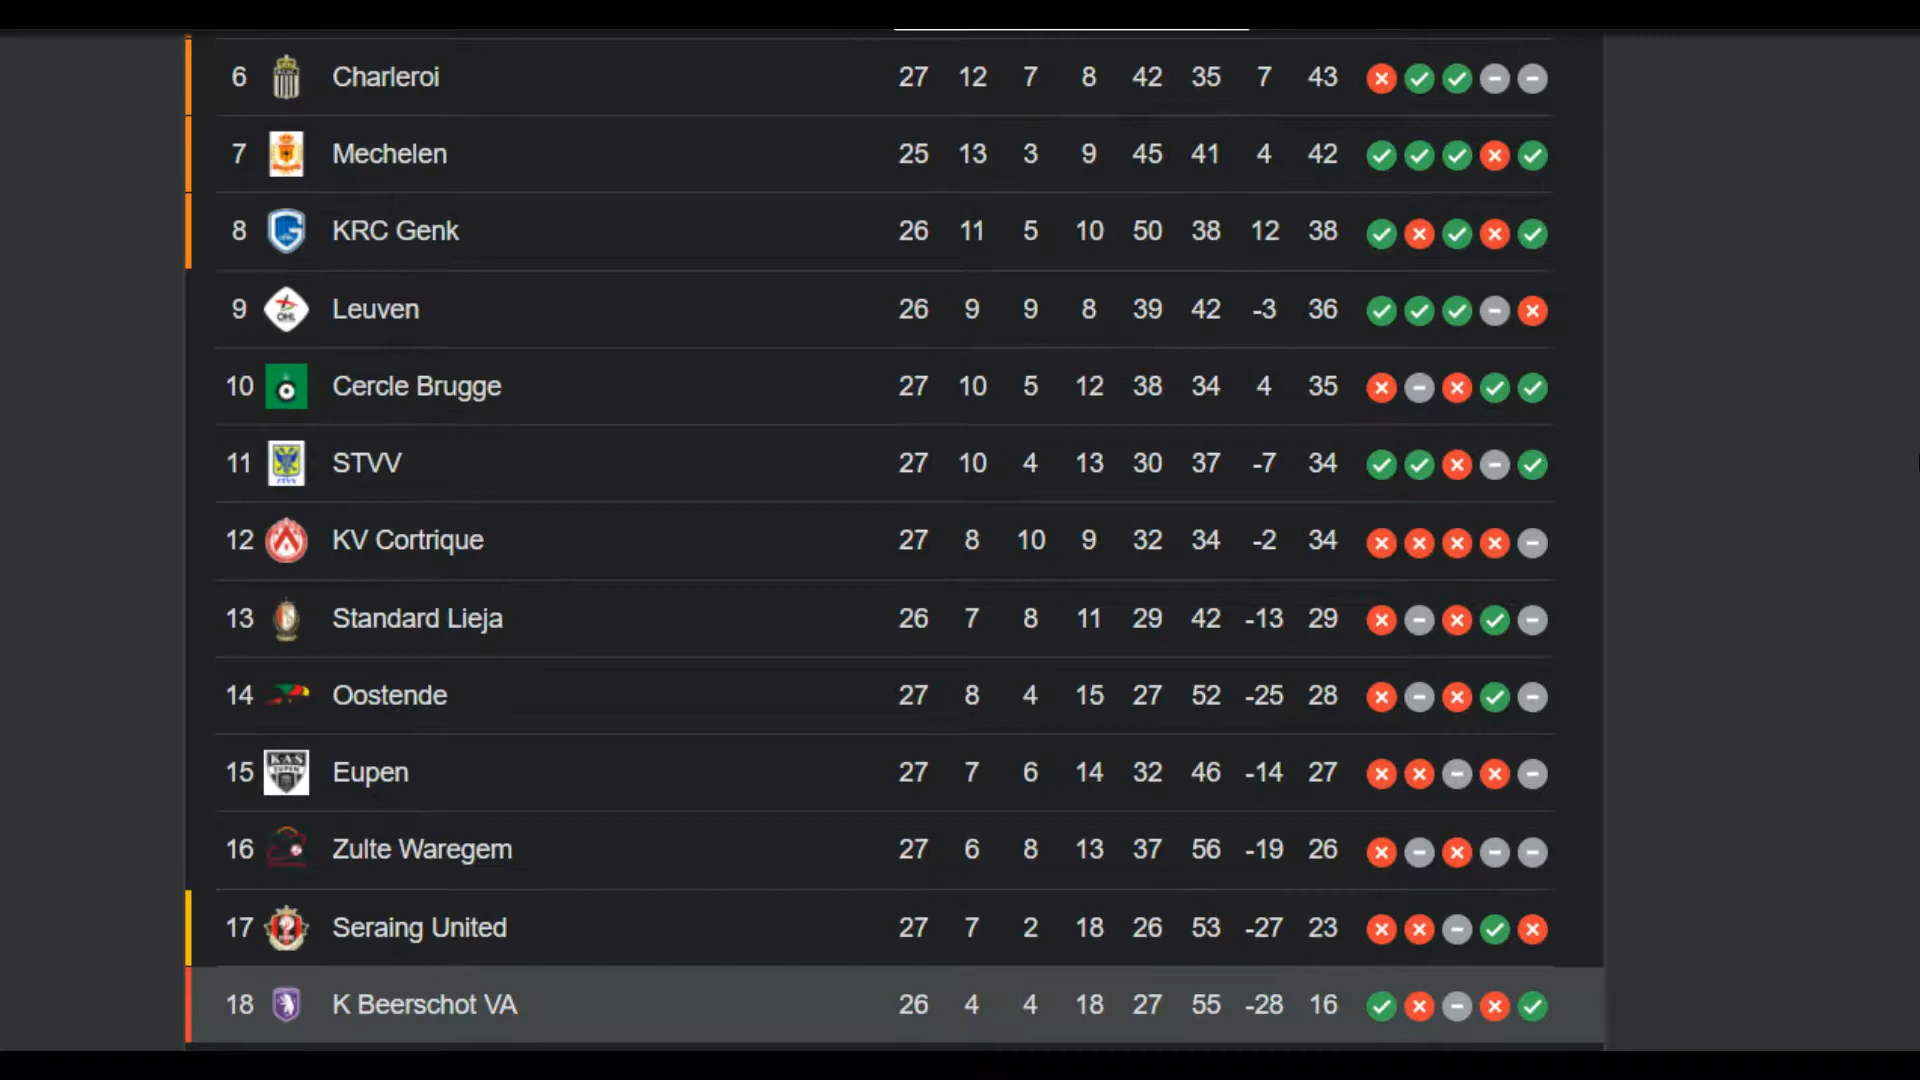 6 Charleroi 27 12 7 8 42 35 7 43
7 Mechelen 25 13 3 9 45 41 4 42
8 KRC Genk 26 11 5 10 50 38 12 38
9 OHL Leuven 26 9 9 8 39 42 -3 36
10 Cercle Brugge 27 10 5 12 38 34 4 35
11 STVV STVV 27 10 4 13 30 37 -7 34
12 KV Cortrique 27 8 10 9 32 34 -2 34
13 Standard Lieja 26 7 8 11 29 42 -13 29
14 Oostende 27 8 4 15 27 52 -25 28
15 KAS EUPEN Eupen 27 7 6 14 32 46 -14 27
16 Zulte Waregem 27 6 8 13 37 56 -19 26
17 Seraing United 27 7 2 18 26 53 -27 23
18 K Beerschot VA 26 4 4 18 27 55 -28 16